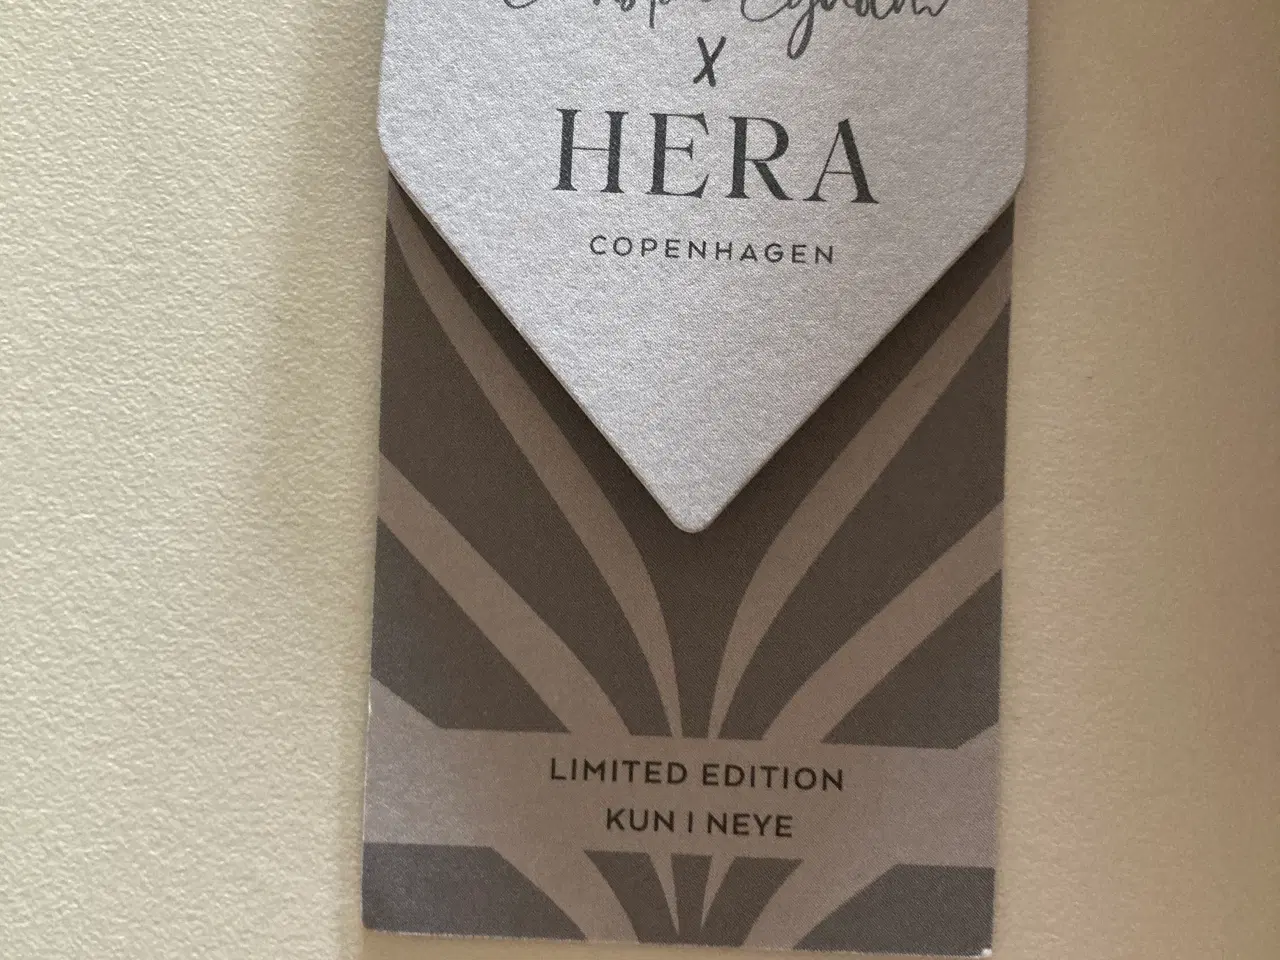 X
HERA
COPENHAGEN
LIMITED EDITION
KUN I NEYE